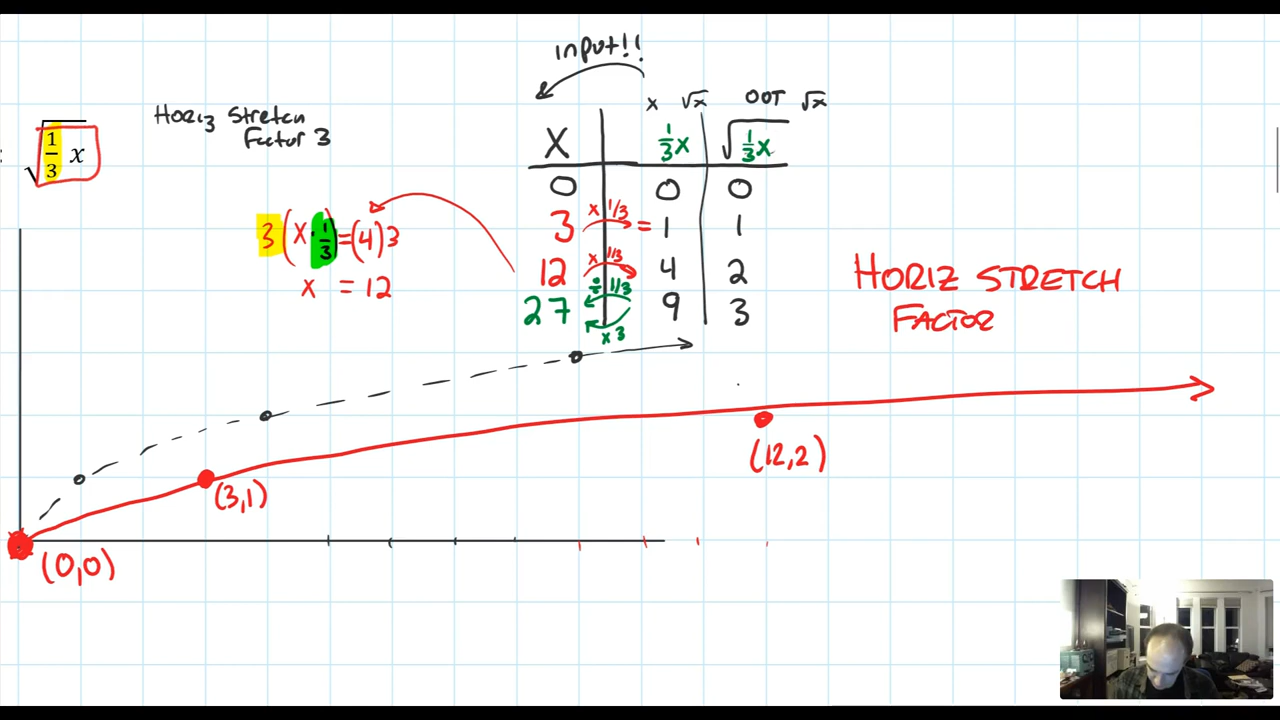 input!!
x √x OUT √x
√(1/3 x)
Horiz Stretch
Factor 3
X 1/3x √(1/3x)
0 0 0
3 x 1/3 = 1 1
12 x 1/3 4 2
27 ÷ 1/3 9 3
x 3
3(x·1/3)=(4)3
x = 12
HORIZ STRETCH
FACTOR
(12,2)
(3,1)
(0,0)